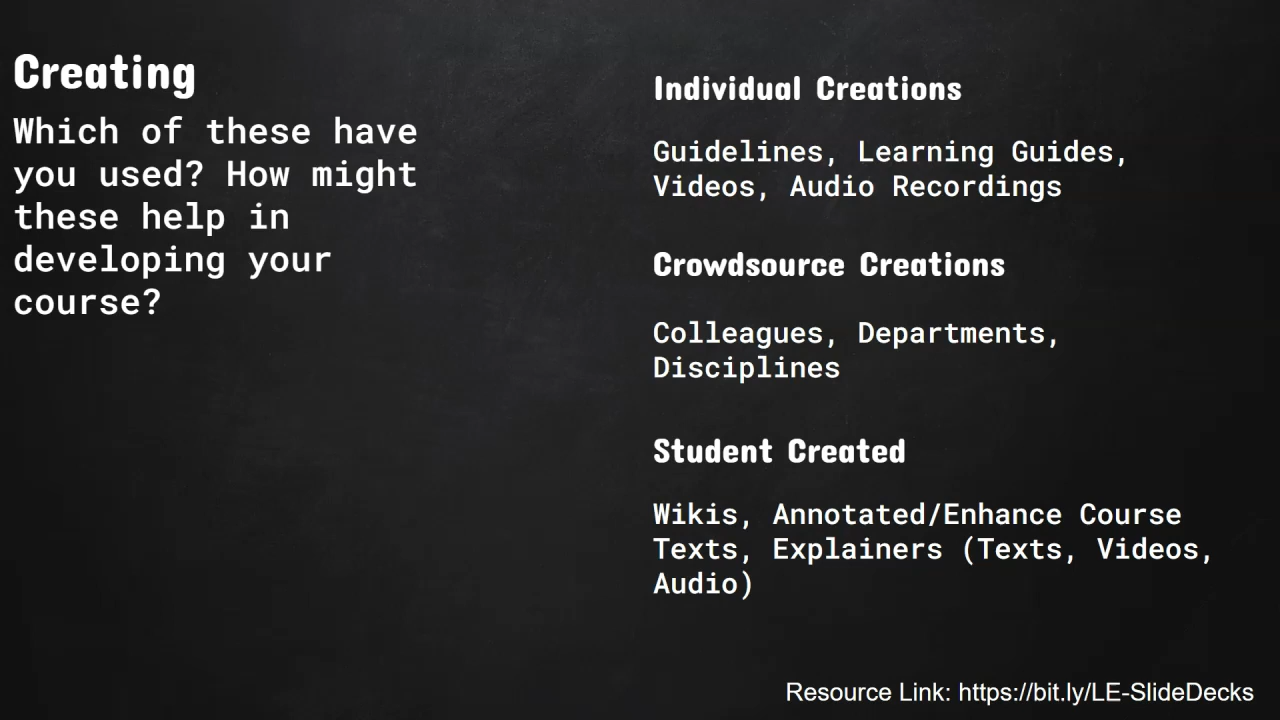 Creating
Which of these have
you used? How might
these help in
developing your
course?
Individual Creations
Guidelines, Learning Guides,
Videos, Audio Recordings
Crowdsource Creations
Colleagues, Departments,
Disciplines
Student Created
Wikis, Annotated/Enhance Course
Texts, Explainers (Texts, Videos,
Audio)
Resource Link: https://bit.ly/LE-SlideDecks